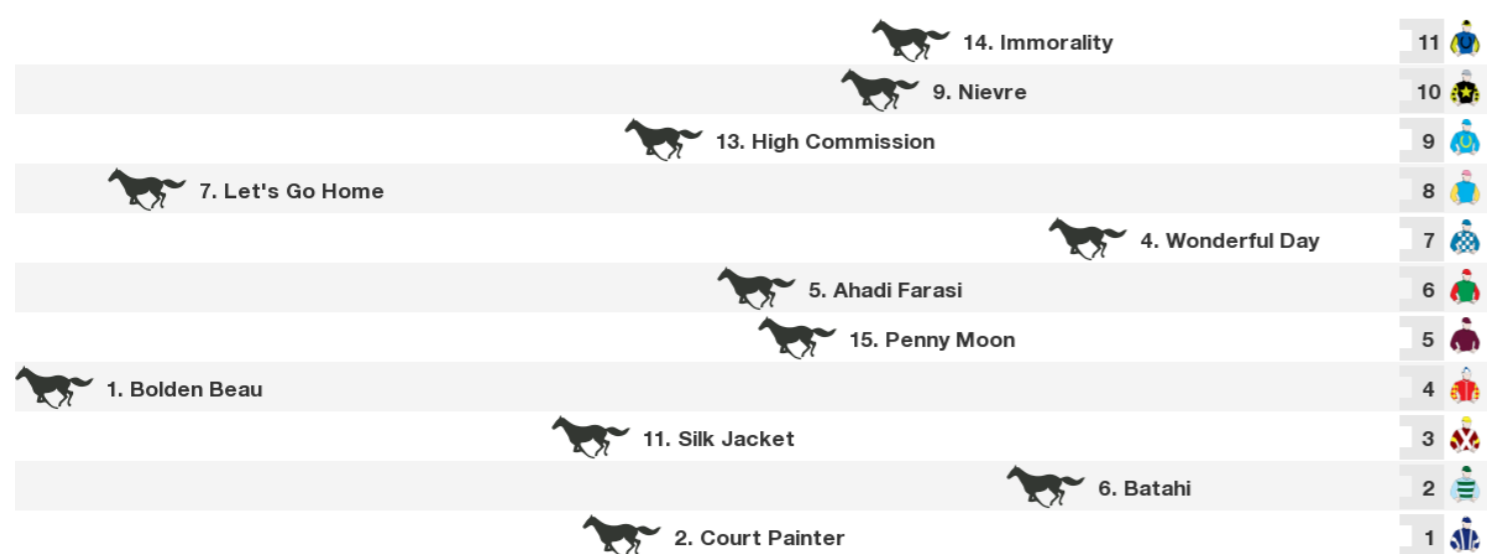 14. Immorality 11
9. Nievre 10
13. High Commission 9
7. Let's Go Home 8
4. Wonderful Day 7
5. Ahadi Farasi 6
15. Penny Moon 5
1. Bolden Beau 4
11. Silk Jacket 3
6. Batahi 2
2. Court Painter 1